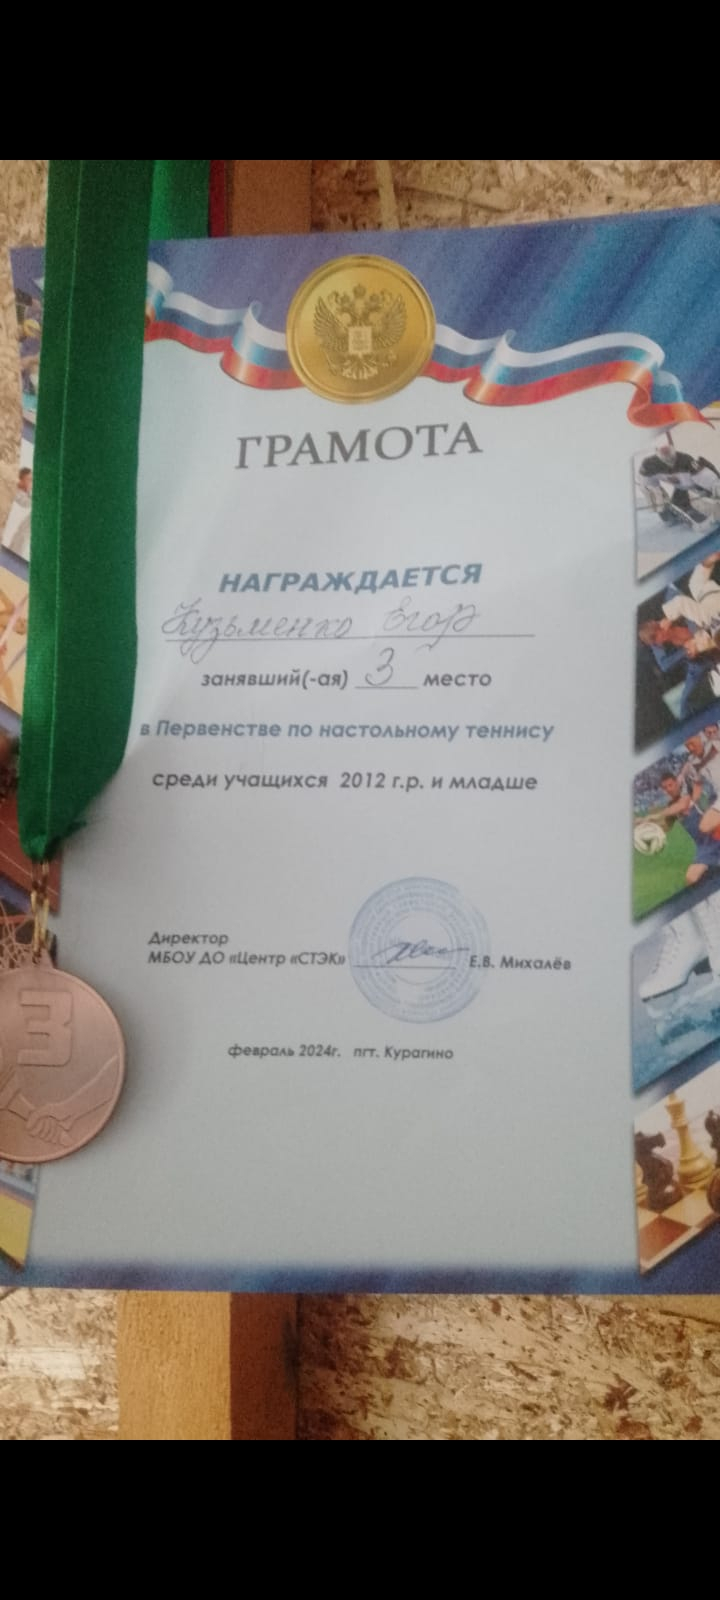 ГРАМОТА
НАГРАЖДАЕТСЯ
Кузьменко Егор
занявший(-ая) 3 место
в Первенстве по настольному теннису
среди учащихся 2012 г.р. и младше
Директор
МБОУ ДО «Центр «СТЭК» Е.В. Михалёв
февраль 2024г. пгт. Курагино
3